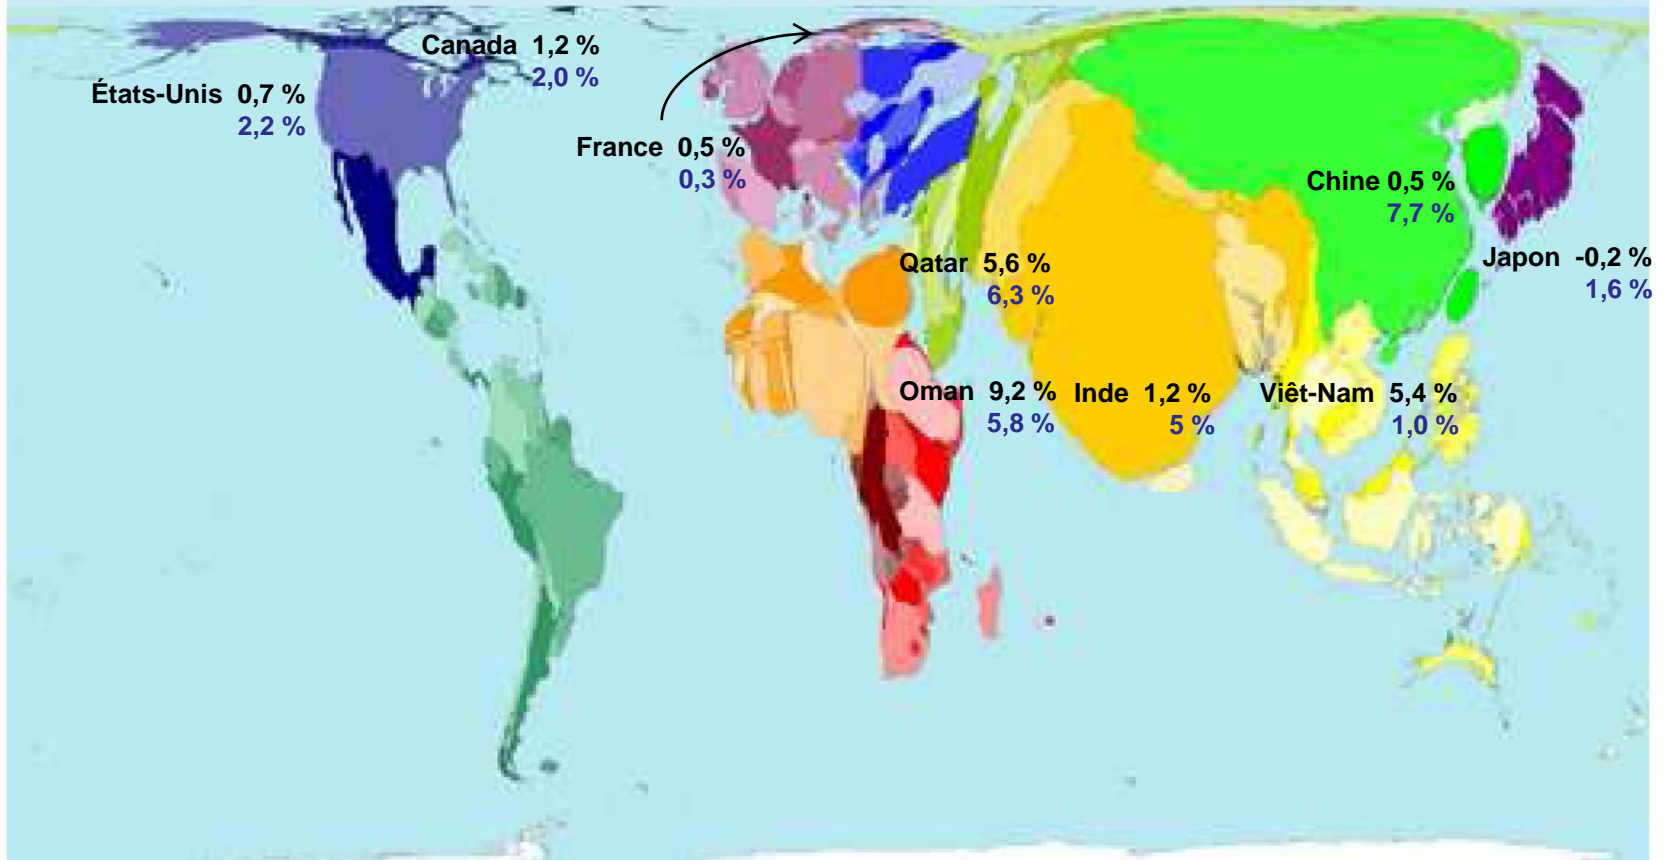 Canada 1,2 %
2,0 %
États-Unis 0,7 %
2,2 %
France 0,5 %
0,3 %
Chine 0,5 %
7,7 %
Qatar 5,6 %
6,3 %
Japon -0,2 %
1,6 %
Oman 9,2 %
5,8 %
Inde 1,2 %
5 %
Viêt-Nam 5,4 %
1,0 %